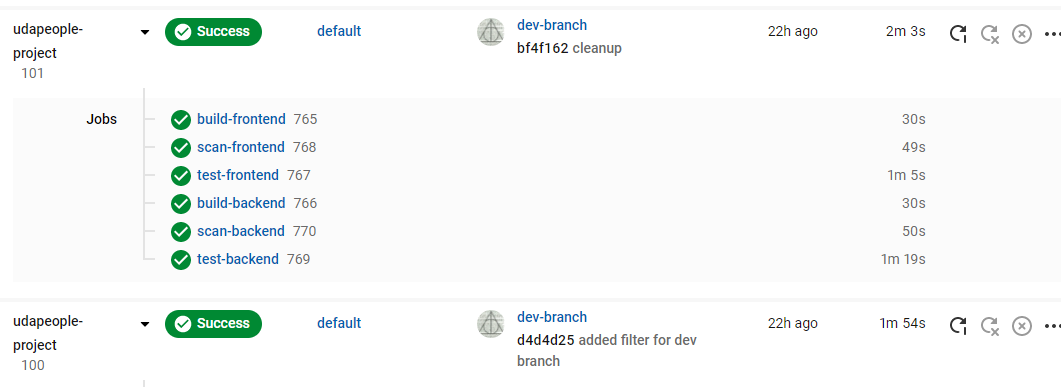 udapeople-
project
101
Success
default
dev-branch
bf4f162 cleanup
22h ago
2m 3s
Jobs
build-frontend 765 30s
scan-frontend 768 49s
test-frontend 767 1m 5s
build-backend 766 30s
scan-backend 770 50s
test-backend 769 1m 19s
udapeople-
project
100
Success
default
dev-branch
d4d4d25 added filter for dev
branch
22h ago
1m 54s